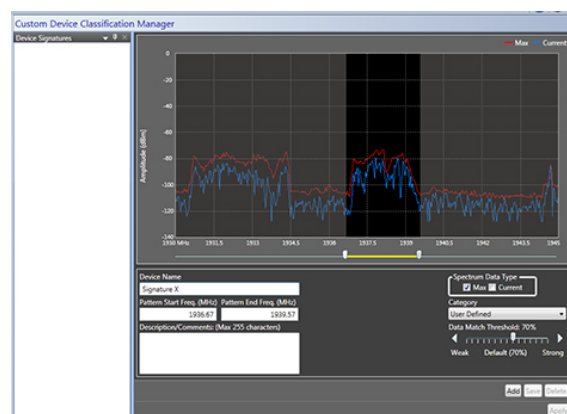 Custom Device Classification Manager
Device Signatures
Max Current
Amplitude (dBm)
0
-20
-40
-60
-80
-100
-120
-140
1930 MHz 1931.5 1933 1934.5 1936 1937.5 1939 1940.5 1942 1943.5 1945
Device Name
Signature X
Pattern Start Freq. (MHz) Pattern End Freq. (MHz)
1936.67 1939.57
Description/Comments: (Max 255 characters)
Spectrum Data Type
Max Current
Category
User Defined
Data Match Threshold: 70%
Weak Default (70%) Strong
Add Save Delete
Apply